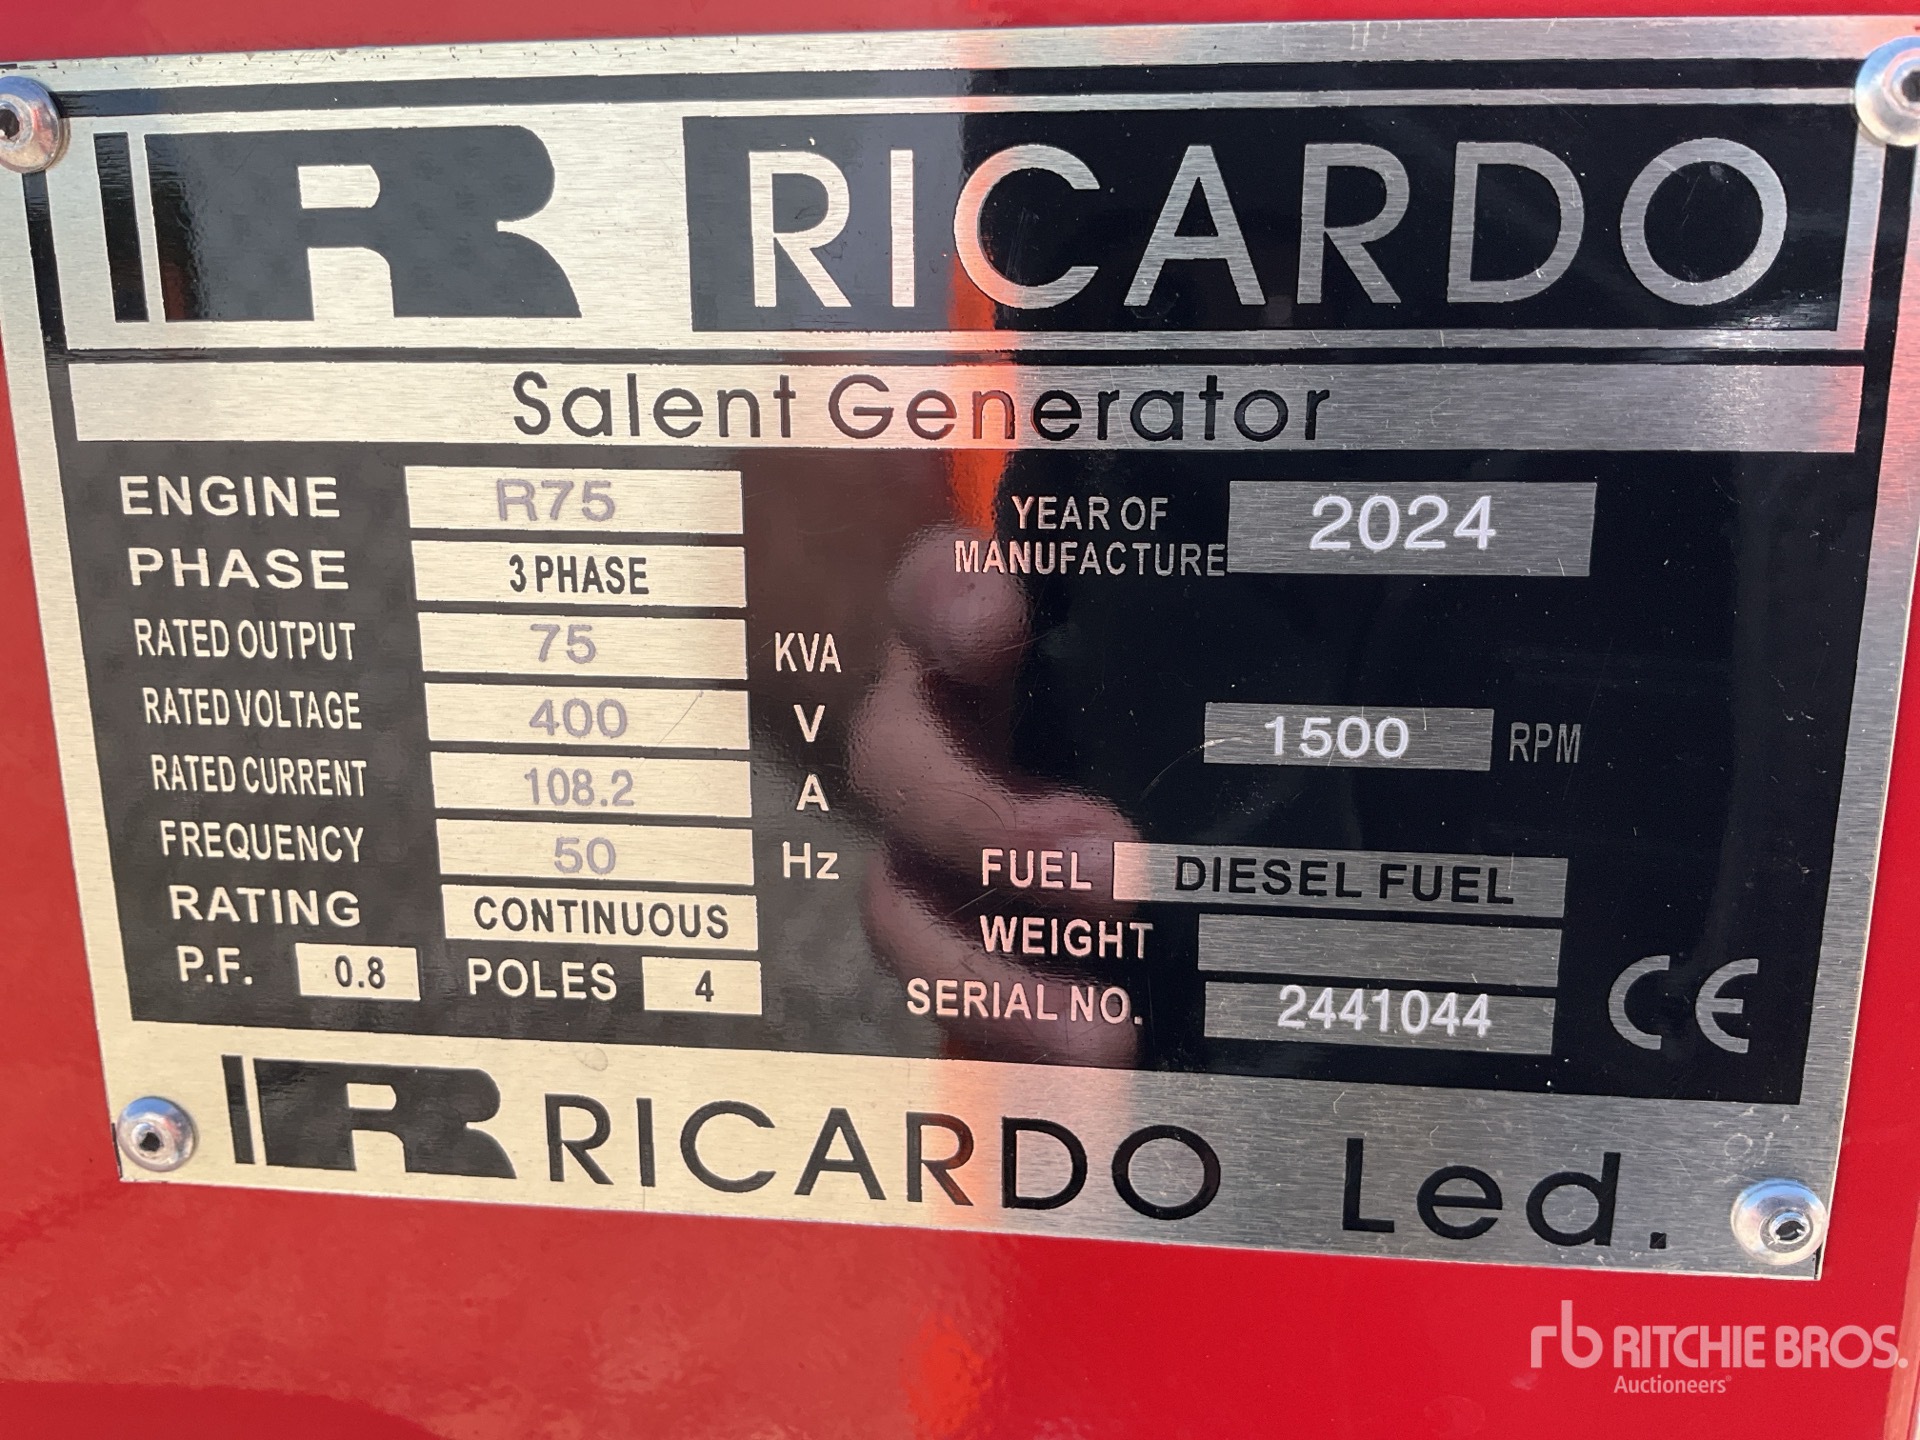 R RICARDO
Salent Generator
ENGINE R75
PHASE 3 PHASE
RATED OUTPUT 75 KVA
RATED VOLTAGE 400 V
RATED CURRENT 108.2 A
FREQUENCY 50 Hz
RATING CONTINUOUS
P.F. 0.8 POLES 4
YEAR OF
MANUFACTURE 2024
1500 RPM
FUEL DIESEL FUEL
WEIGHT
SERIAL NO. 2441044 CE
R RICARDO Led.
rb RITCHIE BROS.
Auctioneers